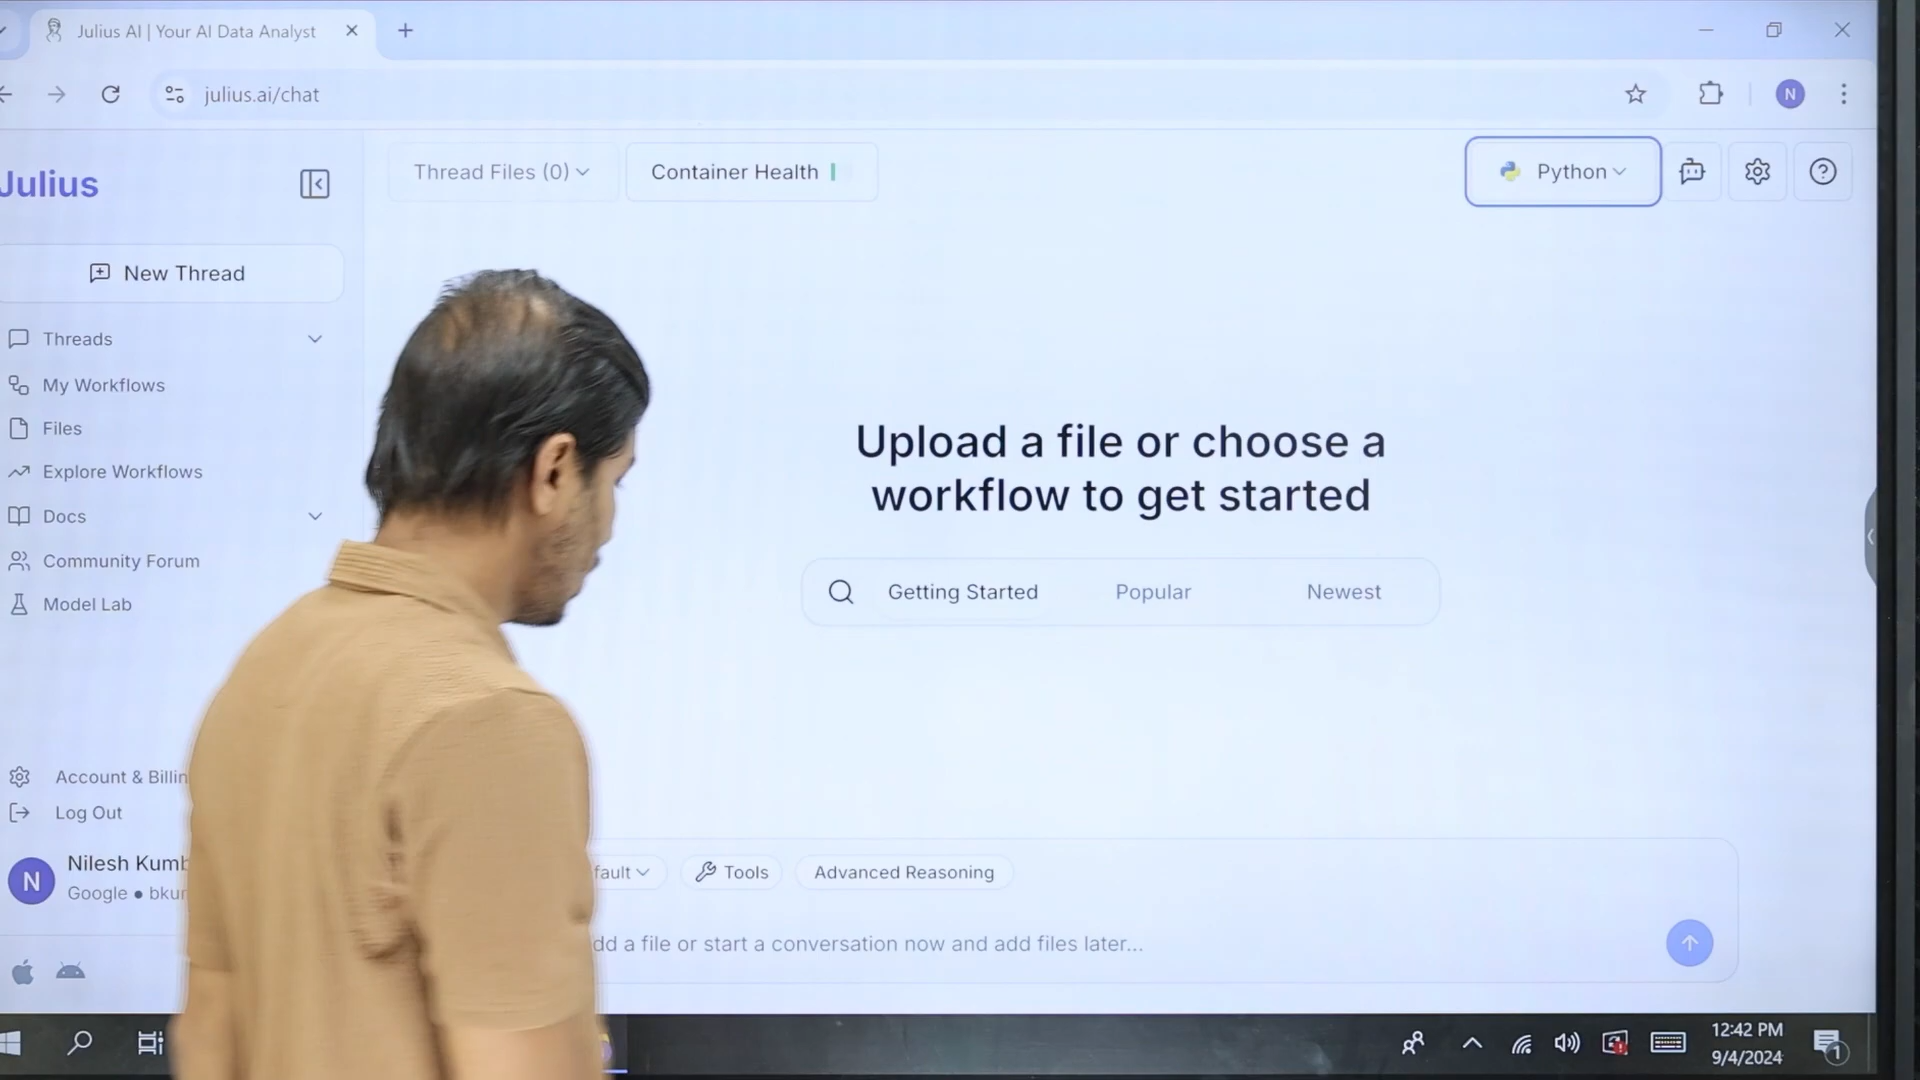 Julius AI | Your AI Data Analyst
julius.ai/chat
N
Julius
Thread Files (0)
Container Health
Python
New Thread
Threads
My Workflows
Files
Explore Workflows
Docs
Community Forum
Model Lab
Upload a file or choose a
workflow to get started
Getting Started
Popular
Newest
Account & Billin
Log Out
N
Nilesh Kumb
Google • bkur
fault
Tools
Advanced Reasoning
dd a file or start a conversation now and add files later...
12:42 PM
9/4/2024
1